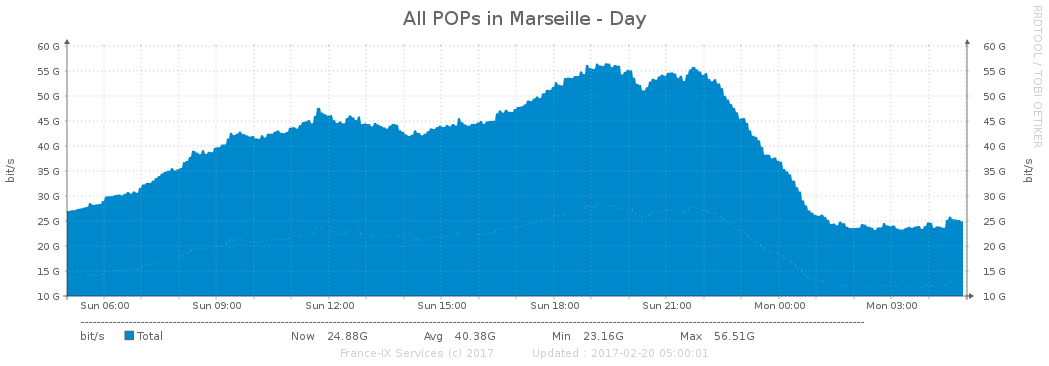 All POPs in Marseille - Day
RRDTOOL / TOBI OETIKER
60 G 60 G
55 G 55 G
50 G 50 G
45 G 45 G
40 G 40 G
35 G 35 G
30 G 30 G
25 G 25 G
20 G 20 G
15 G 15 G
10 G 10 G
bit/s
bit/s
Sun 06:00 Sun 09:00 Sun 12:00 Sun 15:00 Sun 18:00 Sun 21:00 Mon 00:00 Mon 03:00
bit/s Total Now 24.88G Avg 40.38G Min 23.16G Max 56.51G
France-IX Services (c) 2017 Updated : 2017-02-20 05:00:01